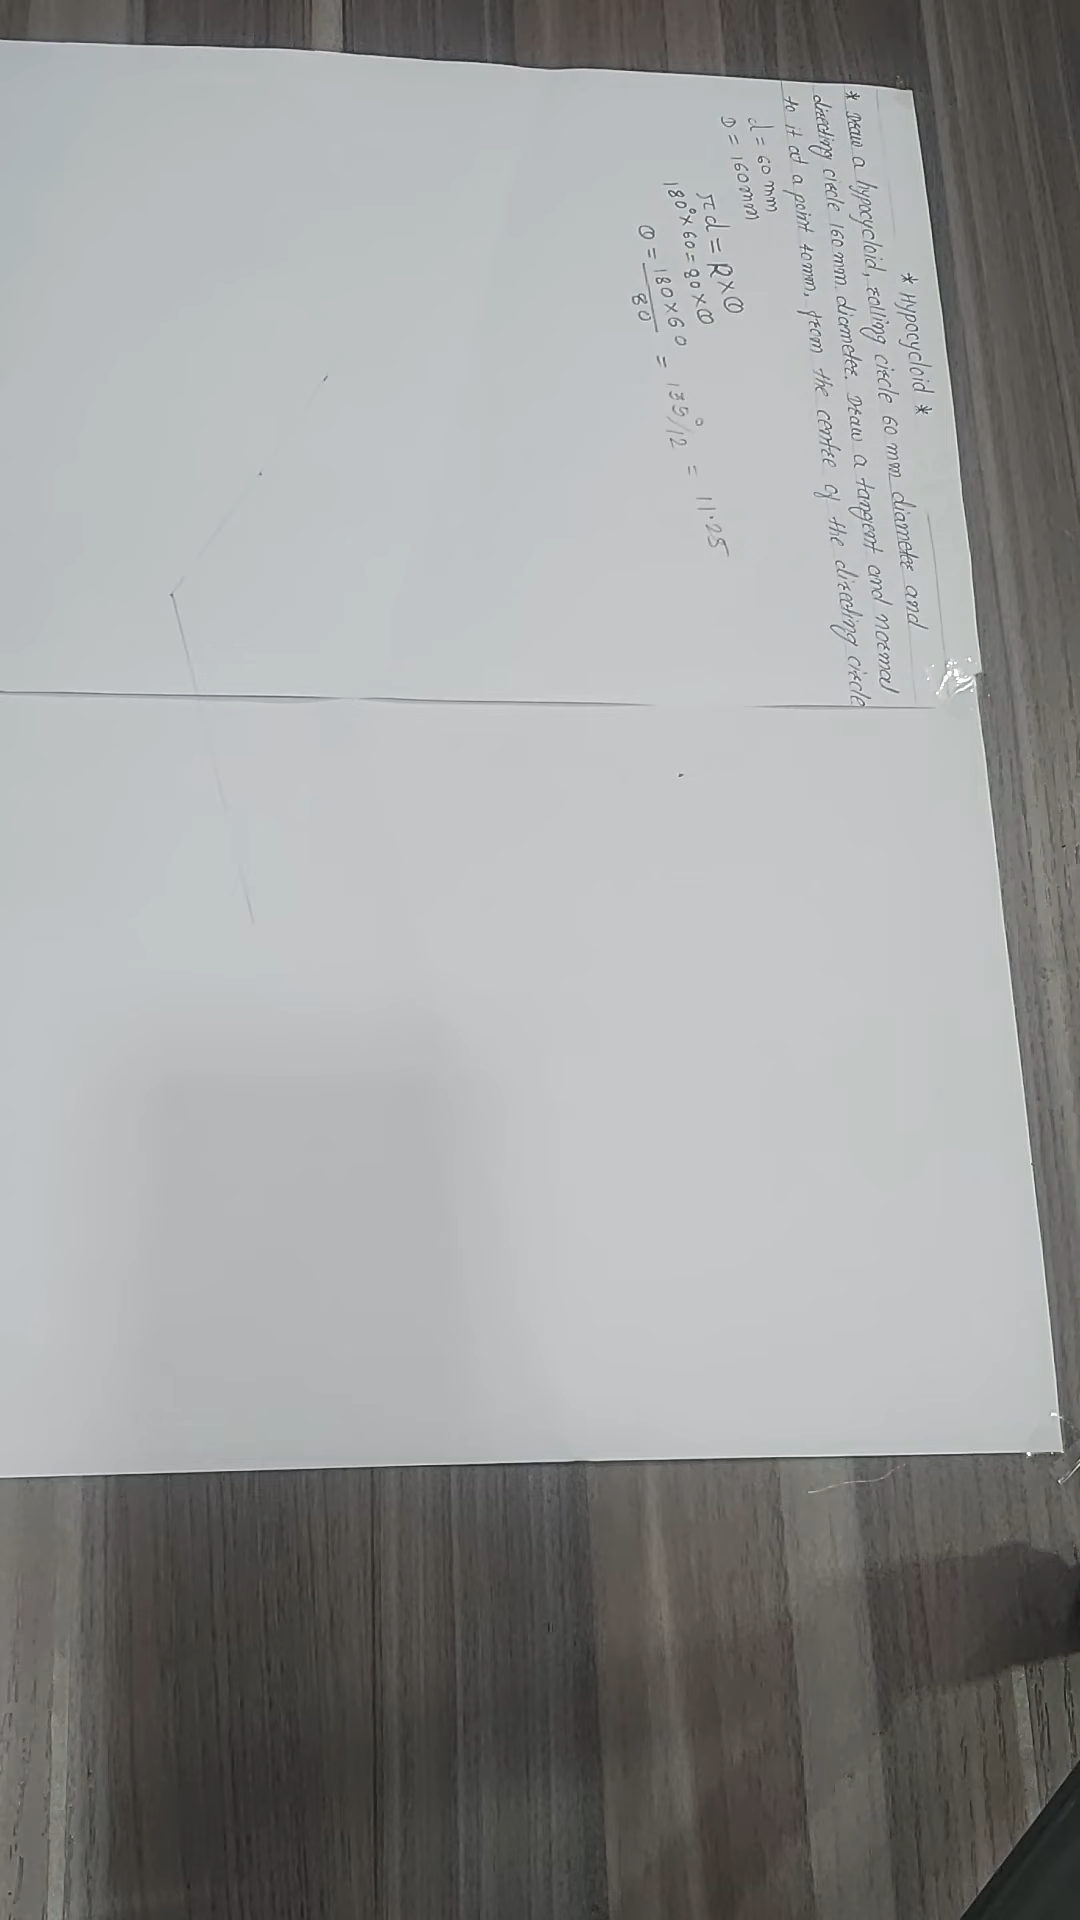 * Hypocycloid *
* Draw a hypocycloid, rolling circle 60 mm diameter and
directing circle 160 mm diameter. Draw a tangent and normal
to it at a point 40mm, from the centre of the directing circle
d = 60 mm
D = 160mm
πd = R×θ
180°×60 = 80×θ
θ = 180×60 / 80 = 135°/12 = 11.25